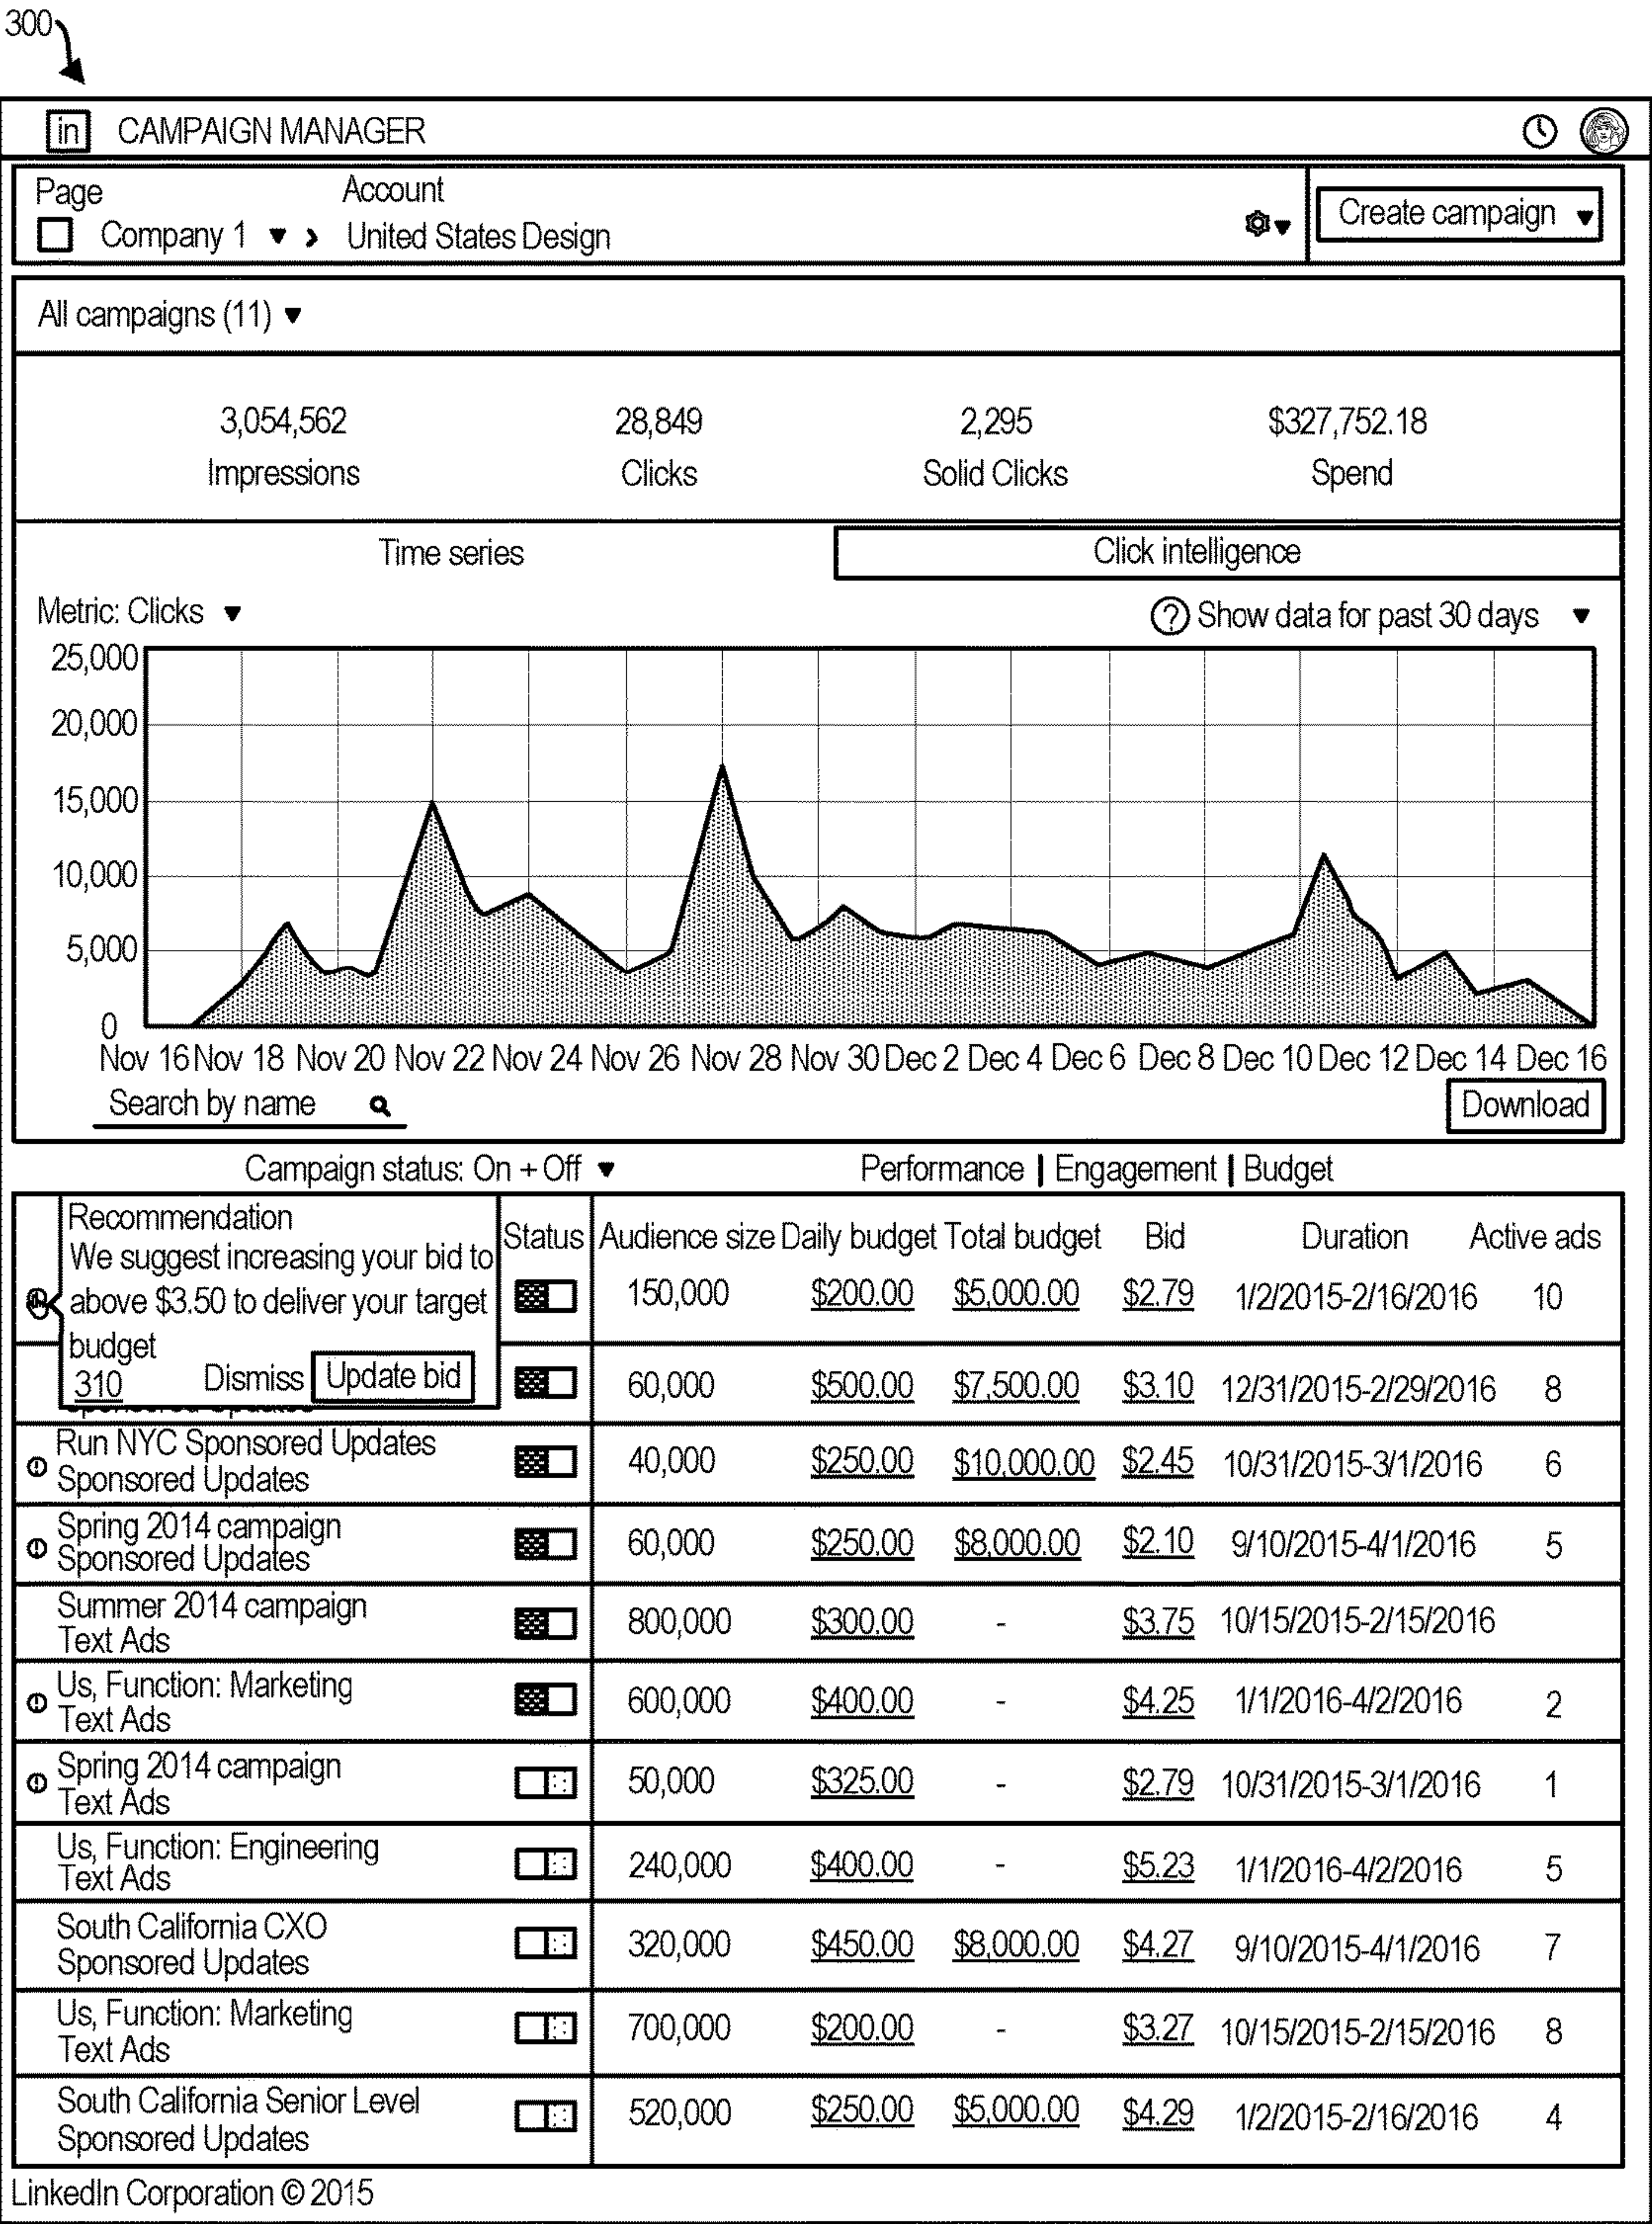 300
in CAMPAIGN MANAGER
Page Account
Company 1 United States Design Create campaign
All campaigns (11)
3,054,562 28,849 2,295 $327,752.18
Impressions Clicks Solid Clicks Spend
Time series Click intelligence
Metric: Clicks ? Show data for past 30 days
25,000
20,000
15,000
10,000
5,000
0
Nov 16 Nov 18 Nov 20 Nov 22 Nov 24 Nov 26 Nov 28 Nov 30 Dec 2 Dec 4 Dec 6 Dec 8 Dec 10 Dec 12 Dec 14 Dec 16
Search by name Download
Campaign status: On + Off Performance | Engagement | Budget
Recommendation
We suggest increasing your bid to
above $3.50 to deliver your target
budget
310 Dismiss Update bid
Status Audience size Daily budget Total budget Bid Duration Active ads
150,000 $200.00 $5,000.00 $2.79 1/2/2015-2/16/2016 10
60,000 $500.00 $7,500.00 $3.10 12/31/2015-2/29/2016 8
Run NYC Sponsored Updates
Sponsored Updates
40,000 $250.00 $10,000.00 $2.45 10/31/2015-3/1/2016 6
Spring 2014 campaign
Sponsored Updates
60,000 $250.00 $8,000.00 $2.10 9/10/2015-4/1/2016 5
Summer 2014 campaign
Text Ads
800,000 $300.00 - $3.75 10/15/2015-2/15/2016
Us, Function: Marketing
Text Ads
600,000 $400.00 - $4.25 1/1/2016-4/2/2016 2
Spring 2014 campaign
Text Ads
50,000 $325.00 - $2.79 10/31/2015-3/1/2016 1
Us, Function: Engineering
Text Ads
240,000 $400.00 - $5.23 1/1/2016-4/2/2016 5
South California CXO
Sponsored Updates
320,000 $450.00 $8,000.00 $4.27 9/10/2015-4/1/2016 7
Us, Function: Marketing
Text Ads
700,000 $200.00 - $3.27 10/15/2015-2/15/2016 8
South California Senior Level
Sponsored Updates
520,000 $250.00 $5,000.00 $4.29 1/2/2015-2/16/2016 4
LinkedIn Corporation © 2015